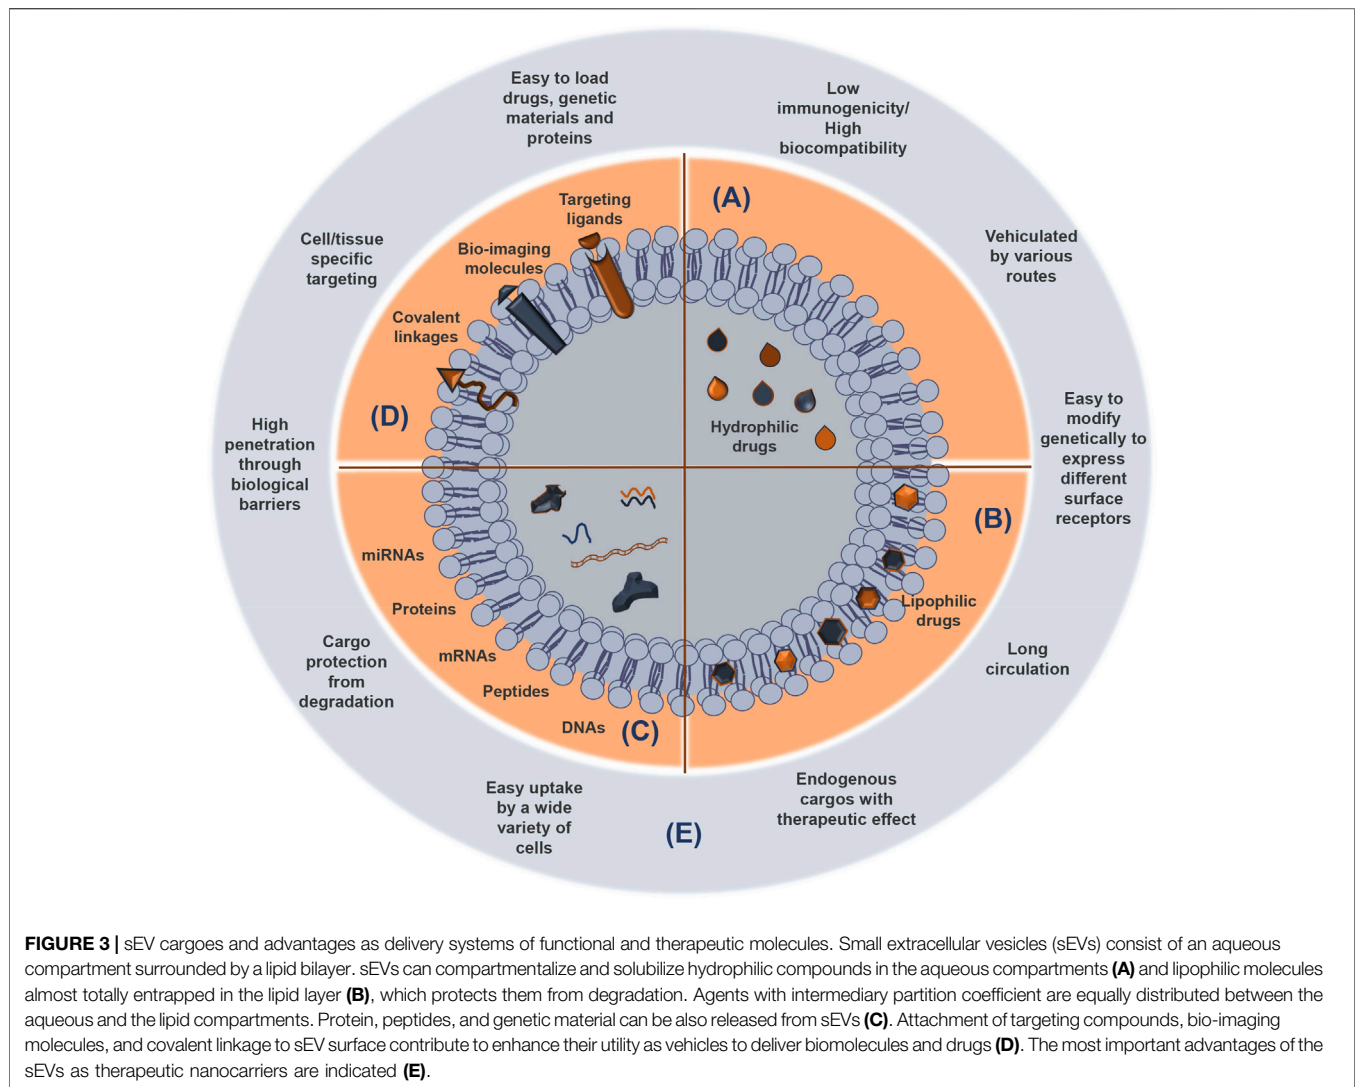 Easy to load
drugs, genetic
materials and
proteins
Low
immunogenicity/
High
biocompatibility
Vehiculated
by various
routes
Easy to
modify
genetically to
express
different
surface
receptors
Long
circulation
Endogenous
cargos with
therapeutic effect
(E)
Easy uptake
by a wide
variety of
cells
Cargo
protection
from
degradation
High
penetration
through
biological
barriers
Cell/tissue
specific
targeting
(A)
Hydrophilic
drugs
(B)
Lipophilic
drugs
(C)
miRNAs
Proteins
mRNAs
Peptides
DNAs
(D)
Targeting
ligands
Bio-imaging
molecules
Covalent
linkages
FIGURE 3 | sEV cargoes and advantages as delivery systems of functional and therapeutic molecules. Small extracellular vesicles (sEVs) consist of an aqueous
compartment surrounded by a lipid bilayer. sEVs can compartmentalize and solubilize hydrophilic compounds in the aqueous compartments (A) and lipophilic molecules
almost totally entrapped in the lipid layer (B), which protects them from degradation. Agents with intermediary partition coefficient are equally distributed between the
aqueous and the lipid compartments. Protein, peptides, and genetic material can be also released from sEVs (C). Attachment of targeting compounds, bio-imaging
molecules, and covalent linkage to sEV surface contribute to enhance their utility as vehicles to deliver biomolecules and drugs (D). The most important advantages of the
sEVs as therapeutic nanocarriers are indicated (E).